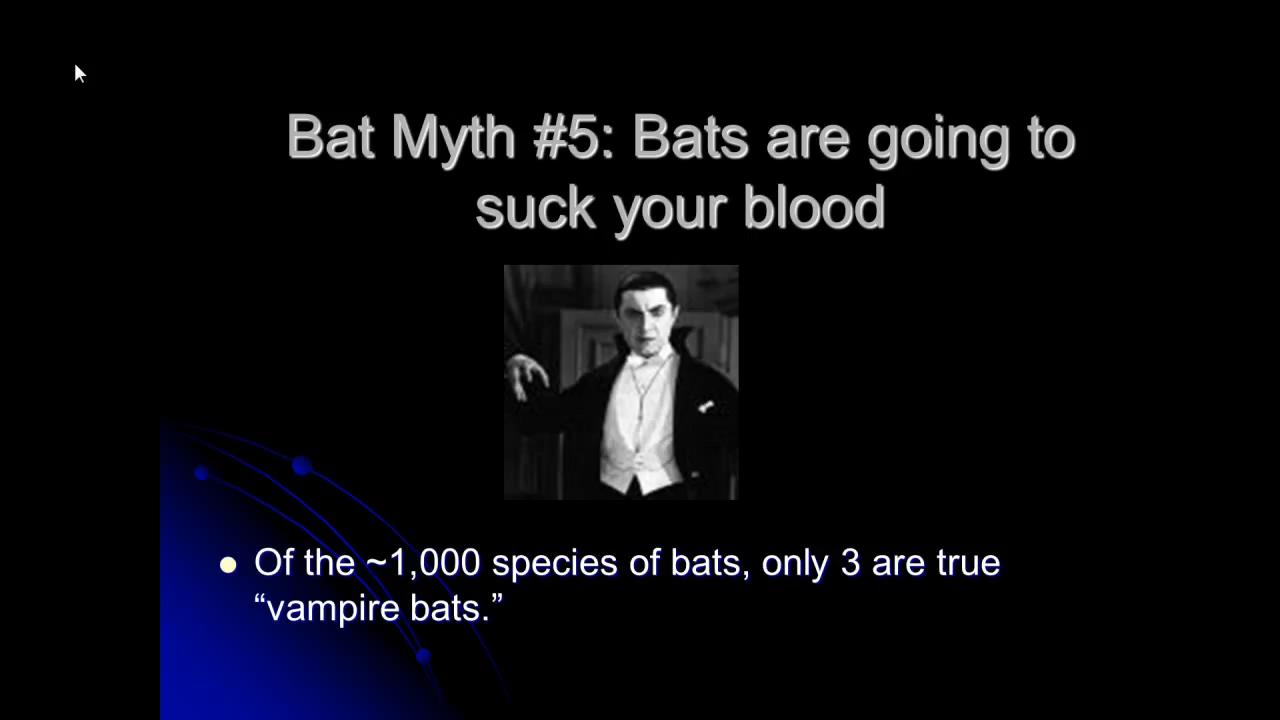 Bat Myth #5: Bats are going to
suck your blood
Of the ~1,000 species of bats, only 3 are true
“vampire bats.”